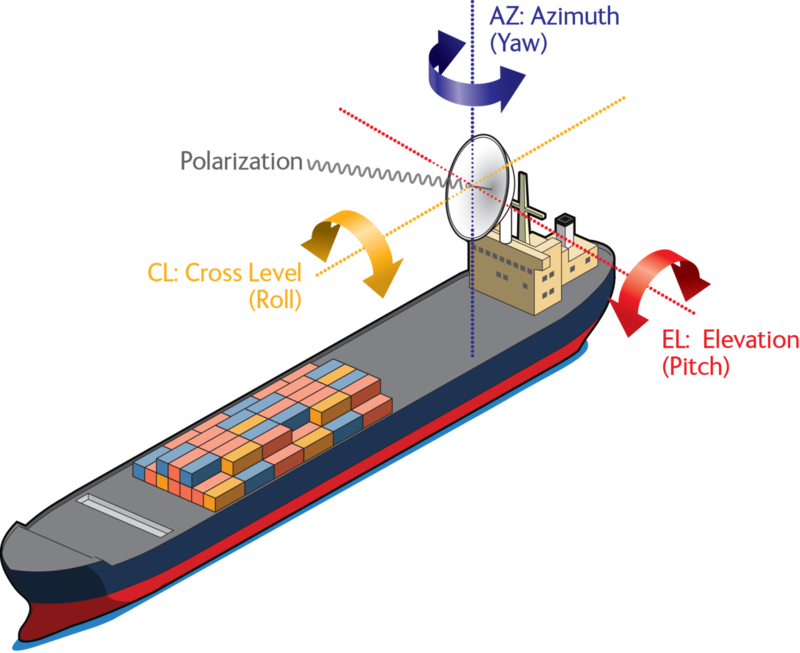 AZ: Azimuth
(Yaw)
Polarization
CL: Cross Level
(Roll)
EL:  Elevation
(Pitch)